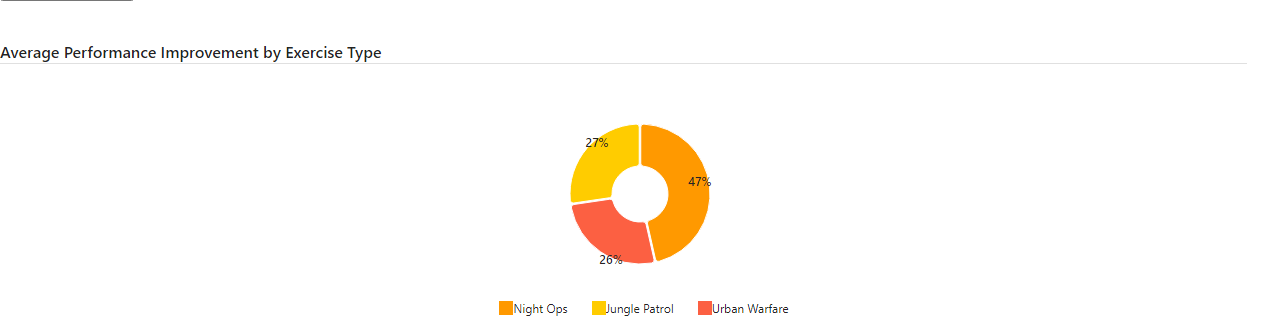 Average Performance Improvement by Exercise Type
27%
47%
26%
Night Ops
Jungle Patrol
Urban Warfare